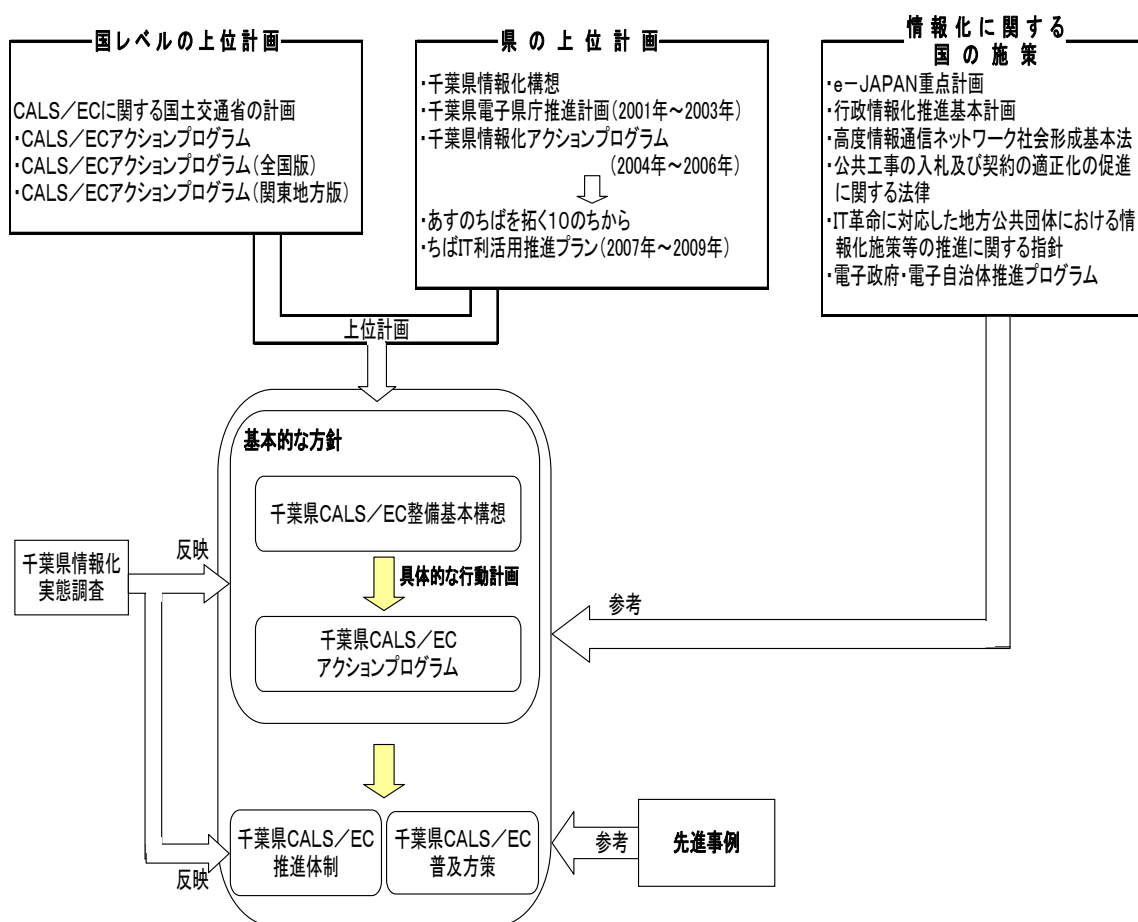 国レベルの上位計画
CALS／ECに関する国土交通省の計画
・CALS／ECアクションプログラム
・CALS／ECアクションプログラム（全国版）
・CALS／ECアクションプログラム（関東地方版）
県の上位計画
・千葉県情報化構想
・千葉県電子県庁推進計画（2001年～2003年）
・千葉県情報化アクションプログラム
（2004年～2006年）
・あすのちばを拓く10のちから
・ちばIT利活用推進プラン（2007年～2009年）
情報化に関する
国の施策
・e－JAPAN重点計画
・行政情報化推進基本計画
・高度情報通信ネットワーク社会形成基本法
・公共工事の入札及び契約の適正化の促進
に関する法律
・IT革命に対応した地方公共団体における情
報化施策等の推進に関する指針
・電子政府・電子自治体推進プログラム
上位計画
基本的な方針
千葉県CALS／EC整備基本構想
具体的な行動計画
千葉県CALS／EC
アクションプログラム
千葉県情報化
実態調査
反映
反映
参考
千葉県CALS／EC
推進体制
千葉県CALS／EC
普及方策
参考
先進事例